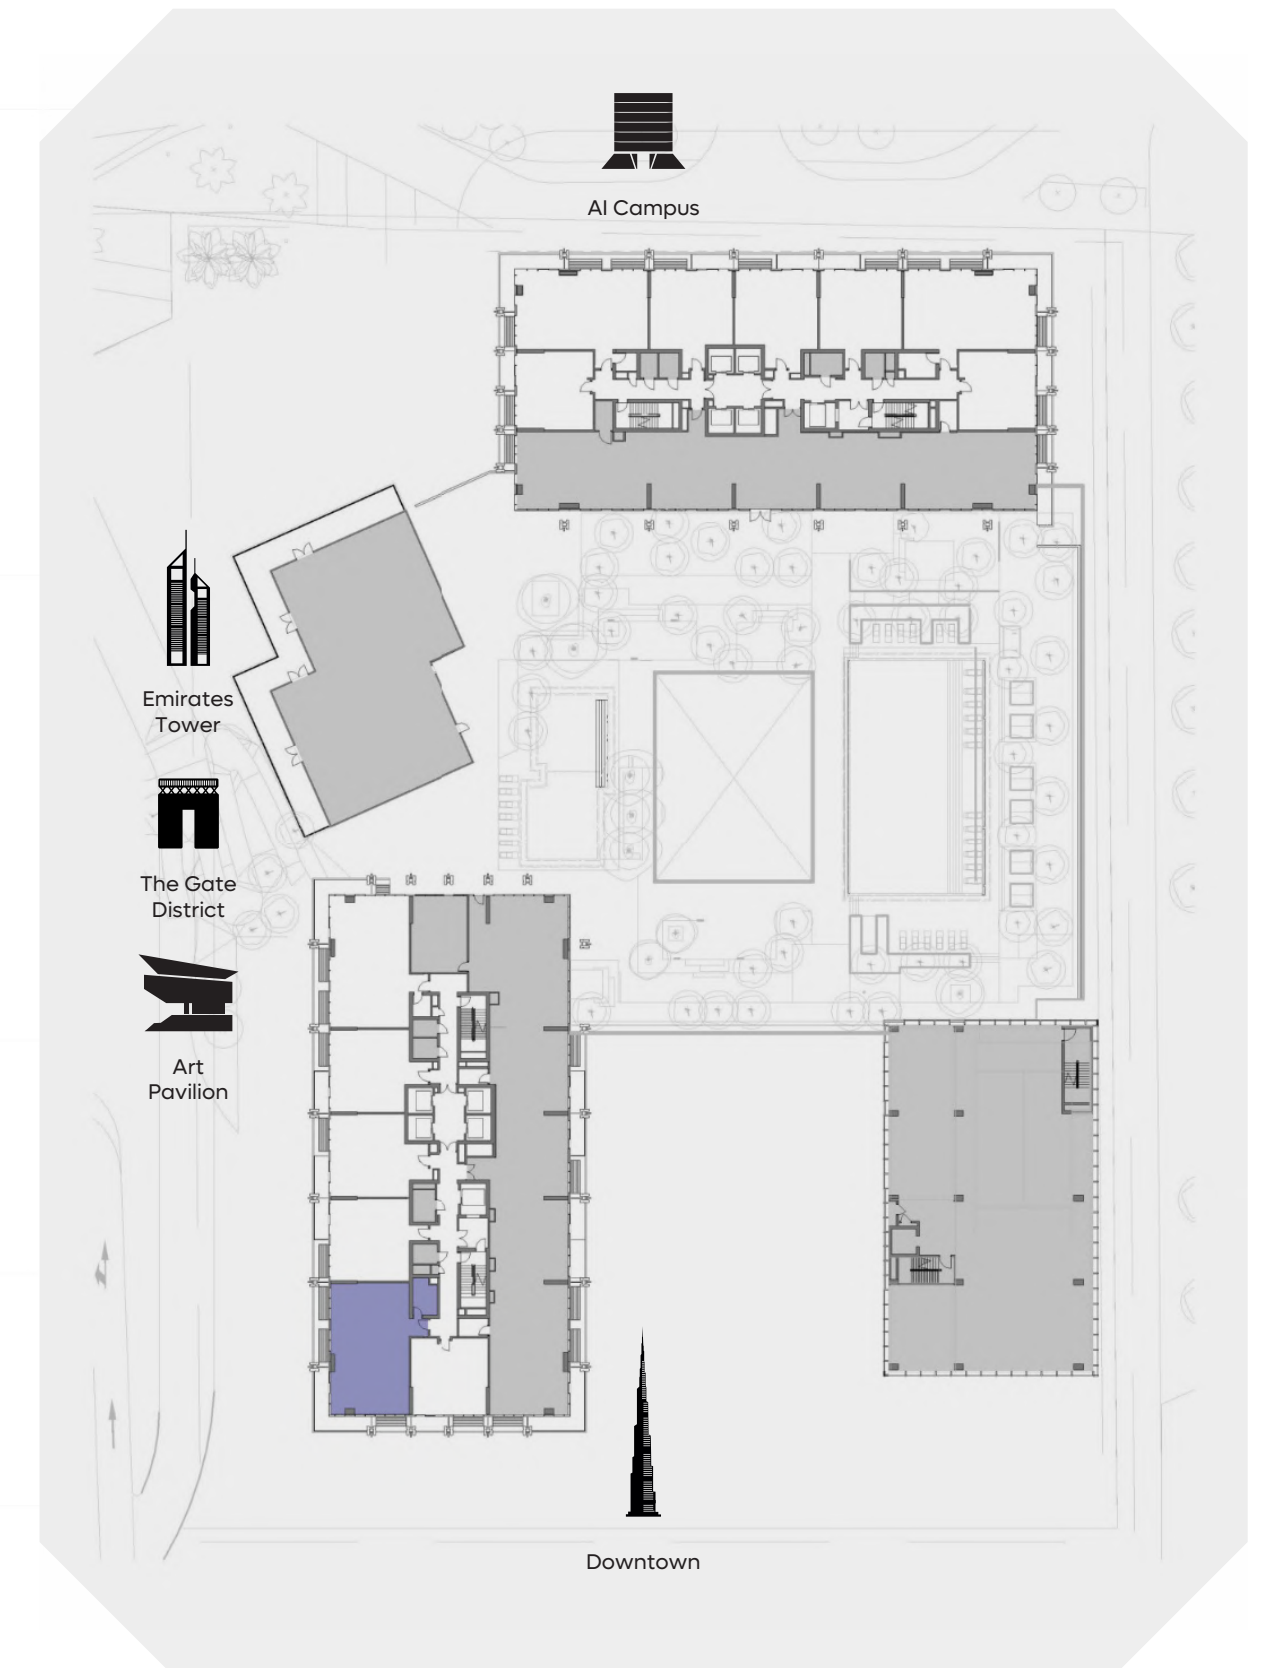 AI Campus
Emirates
Tower
The Gate
District
Art
Pavilion
Downtown